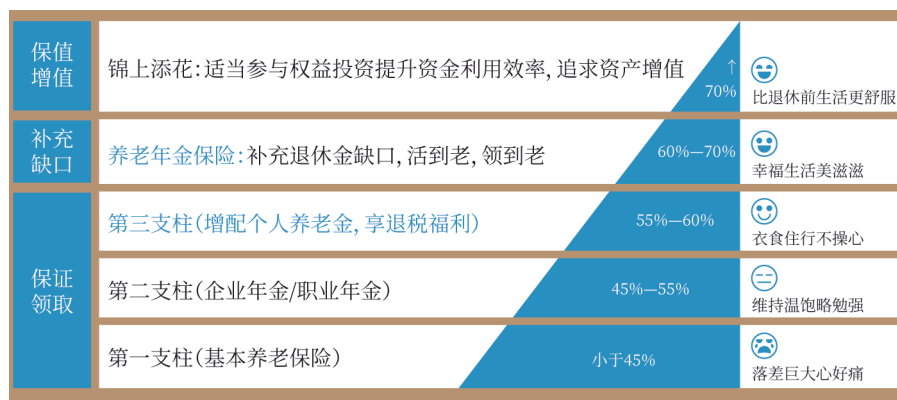 保值
增值
锦上添花：适当参与权益投资提升资金利用效率, 追求资产增值
↑
70%
比退休前生活更舒服
补充
缺口
养老年金保险：补充退休金缺口, 活到老, 领到老
60%—70%
幸福生活美滋滋
保证
领取
第三支柱（增配个人养老金, 享退税福利）
55%—60%
衣食住行不操心
第二支柱（企业年金/职业年金）
45%—55%
维持温饱略勉强
第一支柱（基本养老保险）
小于45%
落差巨大心好痛